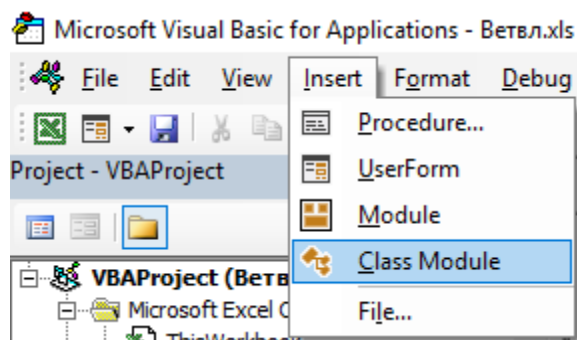 Microsoft Visual Basic for Applications - Ветвл.xls
File Edit View Insert Format Debug
Procedure...
Project - VBAProject
UserForm
Module
Class Module
VBAProject (Ветв
Microsoft Excel
File...
ThisWorkbook